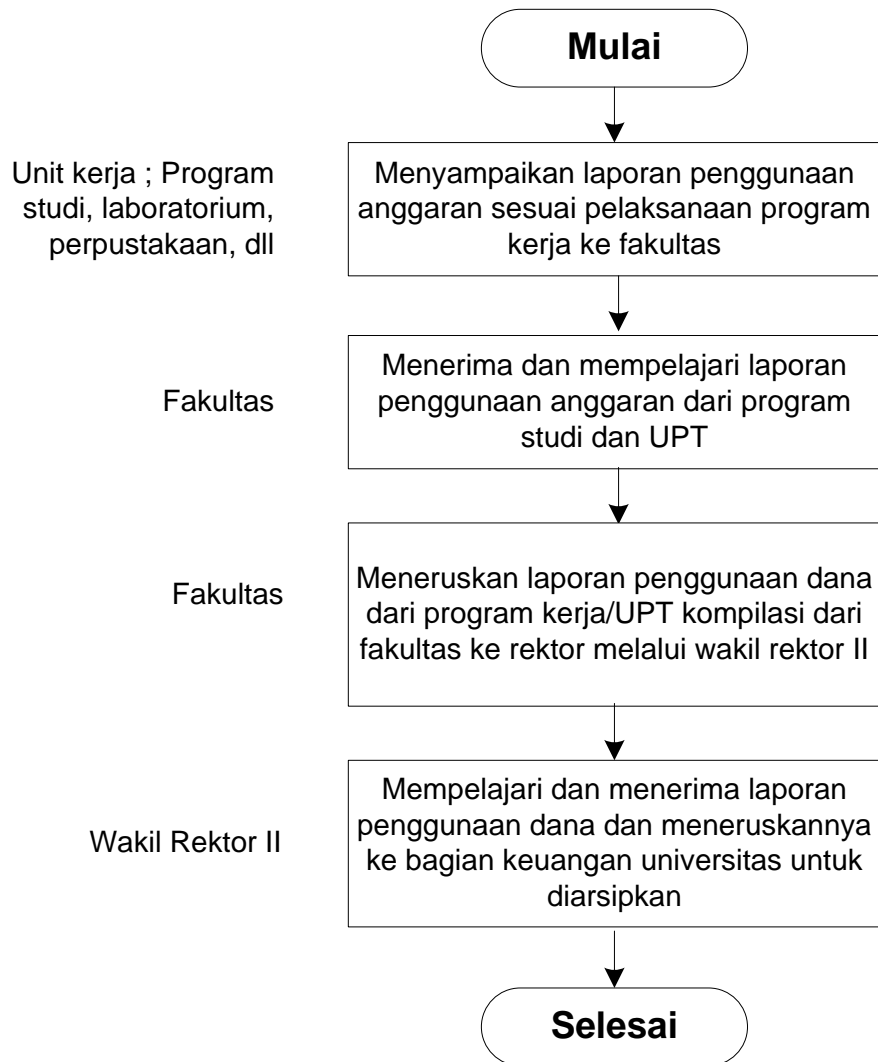 Mulai
Unit kerja ; Program
studi, laboratorium,
perpustakaan, dll
Menyampaikan laporan penggunaan
anggaran sesuai pelaksanaan program
kerja ke fakultas
Fakultas
Menerima dan mempelajari laporan
penggunaan anggaran dari program
studi dan UPT
Fakultas
Meneruskan laporan penggunaan dana
dari program kerja/UPT kompilasi dari
fakultas ke rektor melalui wakil rektor II
Wakil Rektor II
Mempelajari dan menerima laporan
penggunaan dana dan meneruskannya
ke bagian keuangan universitas untuk
diarsipkan
Selesai